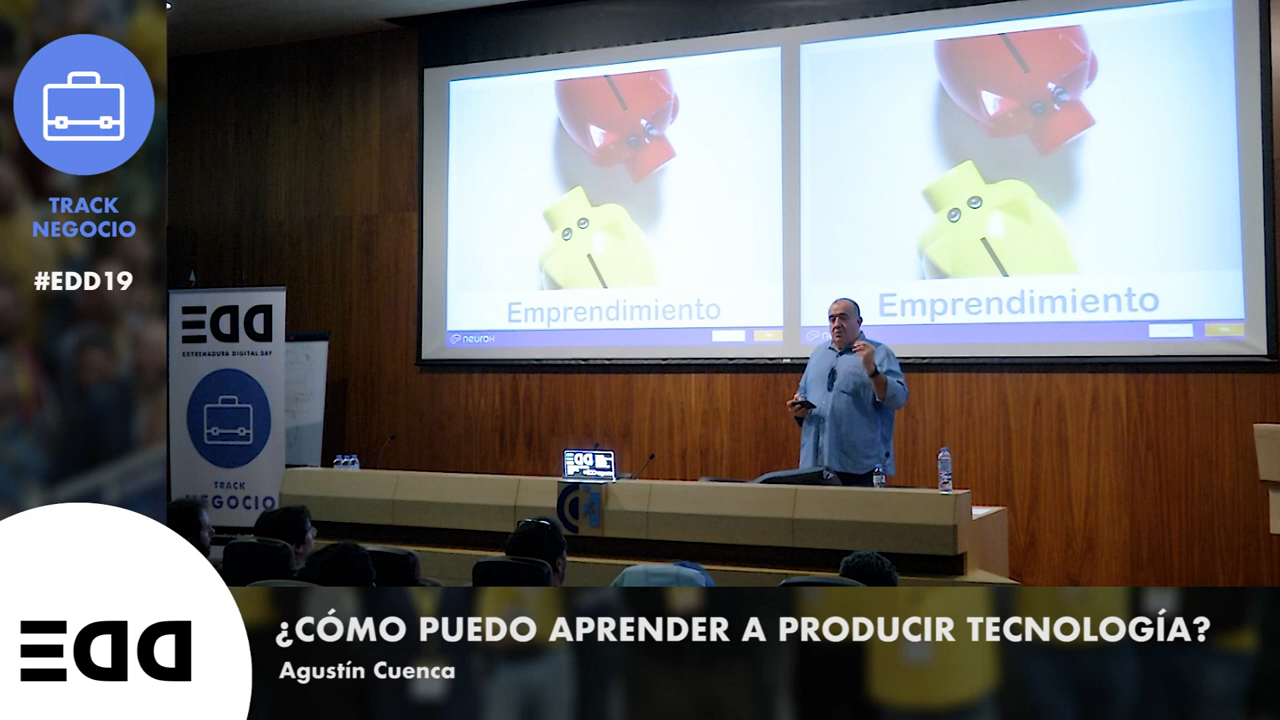 TRACK
NEGOCIO
#EDD19
EDD
EXTREMADURA DIGITAL DAY
TRACK
NEGOCIO
Emprendimiento
neurok
Emprendimiento
EDD
¿CÓMO PUEDO APRENDER A PRODUCIR TECNOLOGÍA?
Agustín Cuenca